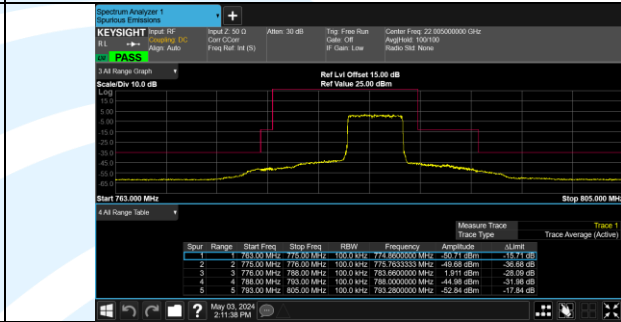 Spectrum Analyzer 1
Spurious Emissions
+
KEYSIGHT Input: RF Input Z: 50 Ω Atten: 30 dB Trig: Free Run Center Freq: 22.005000000 GHz
RL Coupling: DC Corr CCorr Gate: Off Avg|Hold: 100/100
Align: Auto Freq Ref: Int (S) IF Gain: Low Radio Std: None
PASS
3 All Range Graph
Ref Lvl Offset 15.00 dB
Scale/Div 10.0 dB Ref Value 25.00 dBm
Log
15.0
5.00
-5.00
-15.0
-25.0
-35.0
-45.0
-55.0
-65.0
Start 763.000 MHz Stop 805.000 MHz
4 All Range Table
Measure Trace Trace 1
Trace Type Trace Average (Active)
Spur Range Start Freq Stop Freq RBW Frequency Amplitude ΔLimit
1 1 763.00 MHz 775.00 MHz 100.0 kHz 774.8600000 MHz -50.71 dBm -15.71 dB
2 2 775.00 MHz 776.00 MHz 100.0 kHz 775.7633333 MHz -49.68 dBm -36.68 dB
3 3 776.00 MHz 788.00 MHz 100.0 kHz 783.6600000 MHz 1.911 dBm -28.09 dB
4 4 788.00 MHz 793.00 MHz 100.0 kHz 788.0000000 MHz -44.98 dBm -31.98 dB
5 5 793.00 MHz 805.00 MHz 100.0 kHz 793.2800000 MHz -52.84 dBm -17.84 dB
?
May 03, 2024
2:11:38 PM